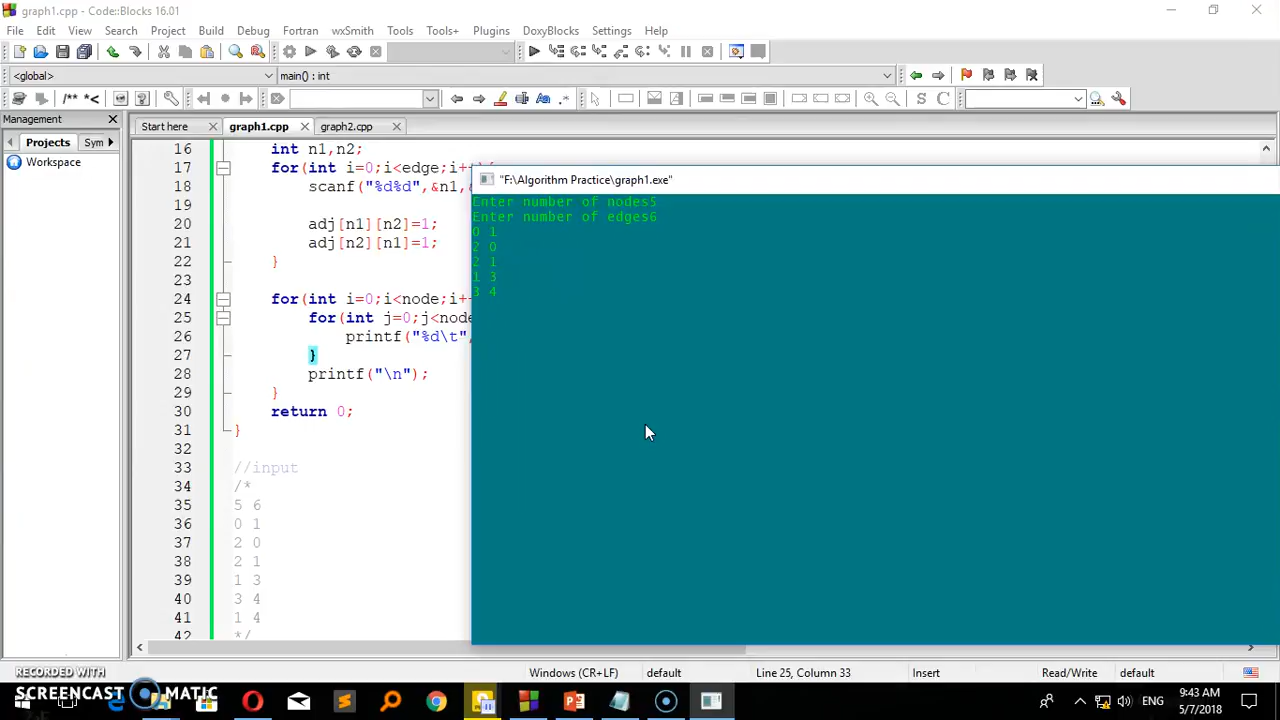 graph1.cpp - Code::Blocks 16.01
File Edit View Search Project Build Debug Fortran wxSmith Tools Tools+ Plugins DoxyBlocks Settings Help
<global> main() : int
/** *<
S C
Management
Start here graph1.cpp graph2.cpp
Projects Sym
Workspace
16 int n1,n2;
17 for(int i=0;i<edge;i++){
18 scanf("%d%d",&n1,
19
20 adj[n1][n2]=1;
21 adj[n2][n1]=1;
22 }
23
24 for(int i=0;i<node;i+
25 for(int j=0;j<node
26 printf("%d\t",
27 }
28 printf("\n");
29 }
30 return 0;
31 }
32
33 //input
34 /*
35 5 6
36 0 1
37 2 0
38 2 1
39 1 3
40 3 4
41 1 4
42 */
"F:\Algorithm Practice\graph1.exe"
Enter number of nodes5
Enter number of edges6
0 1
2 0
2 1
1 3
3 4
Windows (CR+LF) default Line 25, Column 33 Insert Read/Write default
RECORDED WITH
SCREENCAST MATIC
ENG
9:43 AM
5/7/2018